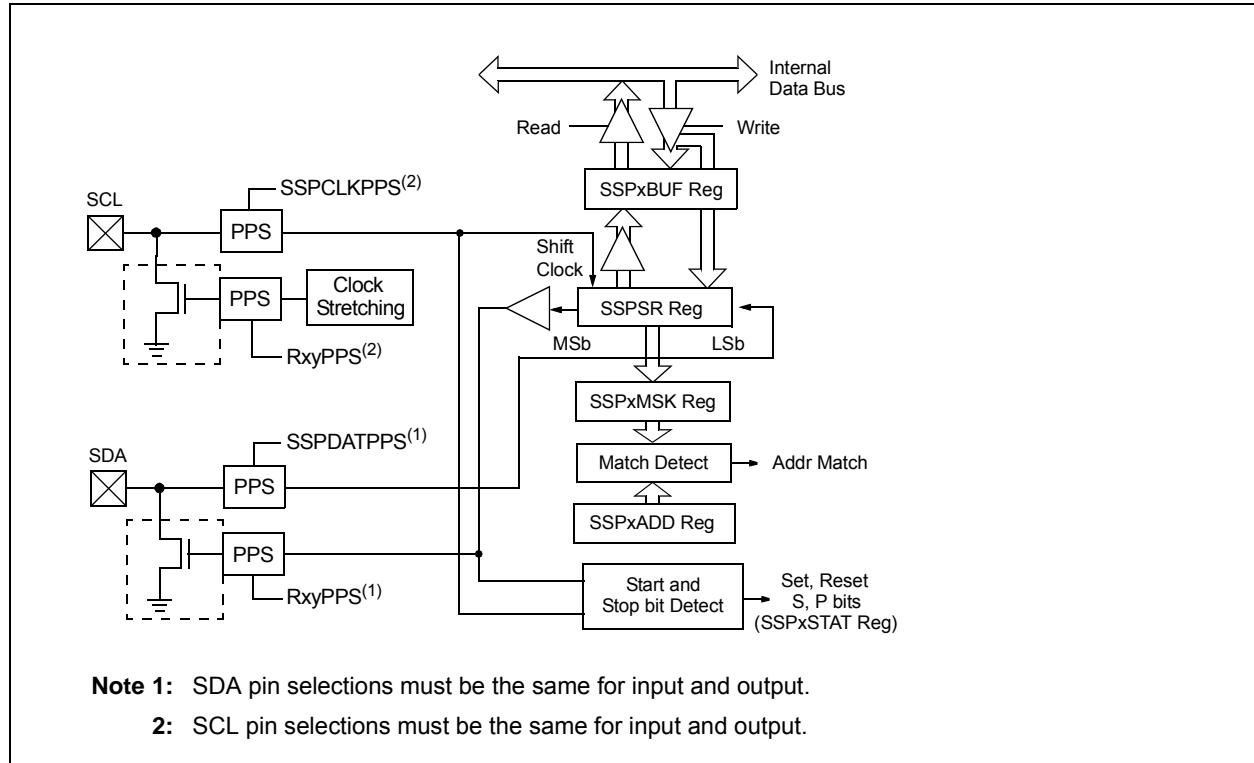 Internal
Data Bus
Read
Write
SSPxBUF Reg
SSPCLKPPS(2)
SCL
PPS
Shift
Clock
PPS
Clock
Stretching
SSPSR Reg
MSb
LSb
RxyPPS(2)
SSPxMSK Reg
SSPDATPPS(1)
SDA
PPS
Match Detect
Addr Match
SSPxADD Reg
PPS
RxyPPS(1)
Start and
Stop bit Detect
Set, Reset
S, P bits
(SSPxSTAT Reg)
Note 1: SDA pin selections must be the same for input and output.
2: SCL pin selections must be the same for input and output.